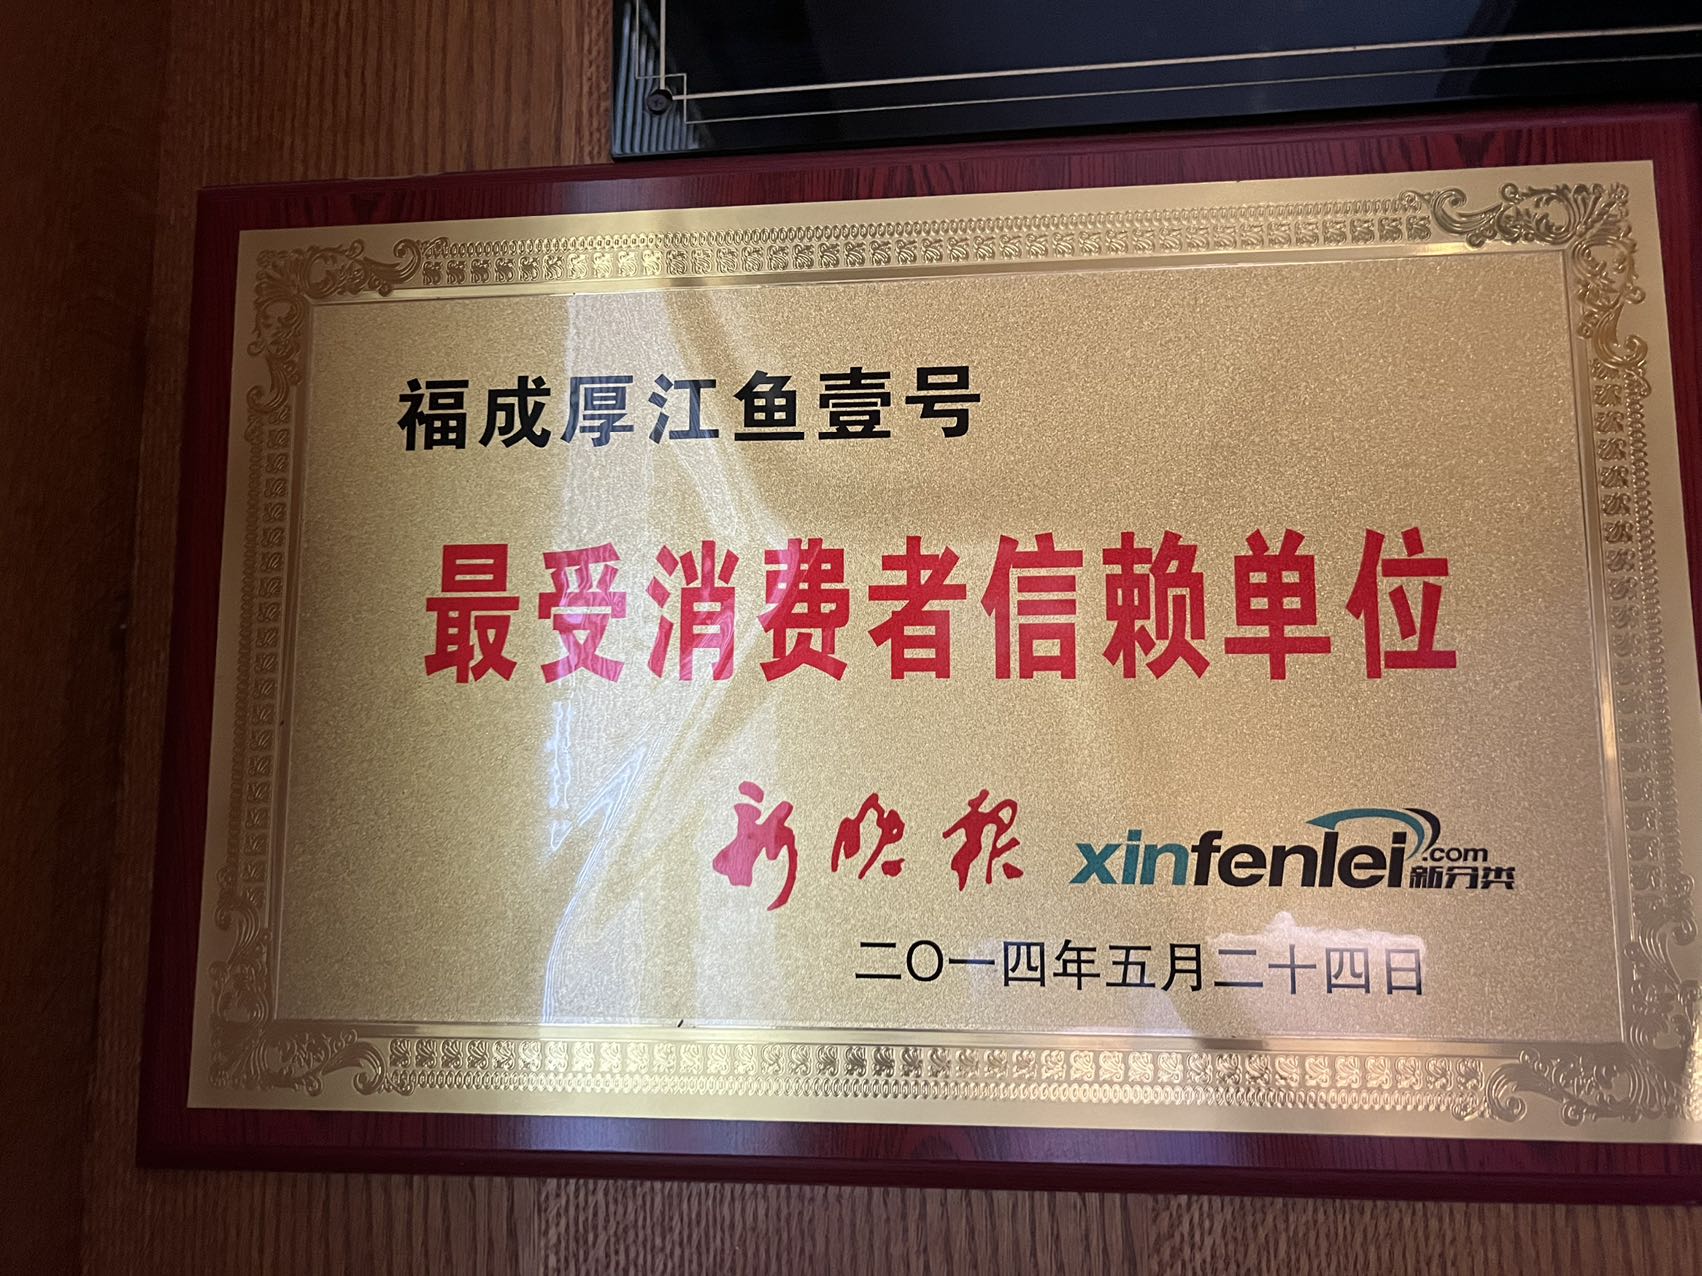 福成厚江鱼壹号
最受消费者信赖单位
新晚报 xinfenlei.com 新分类
二〇一四年五月二十四日